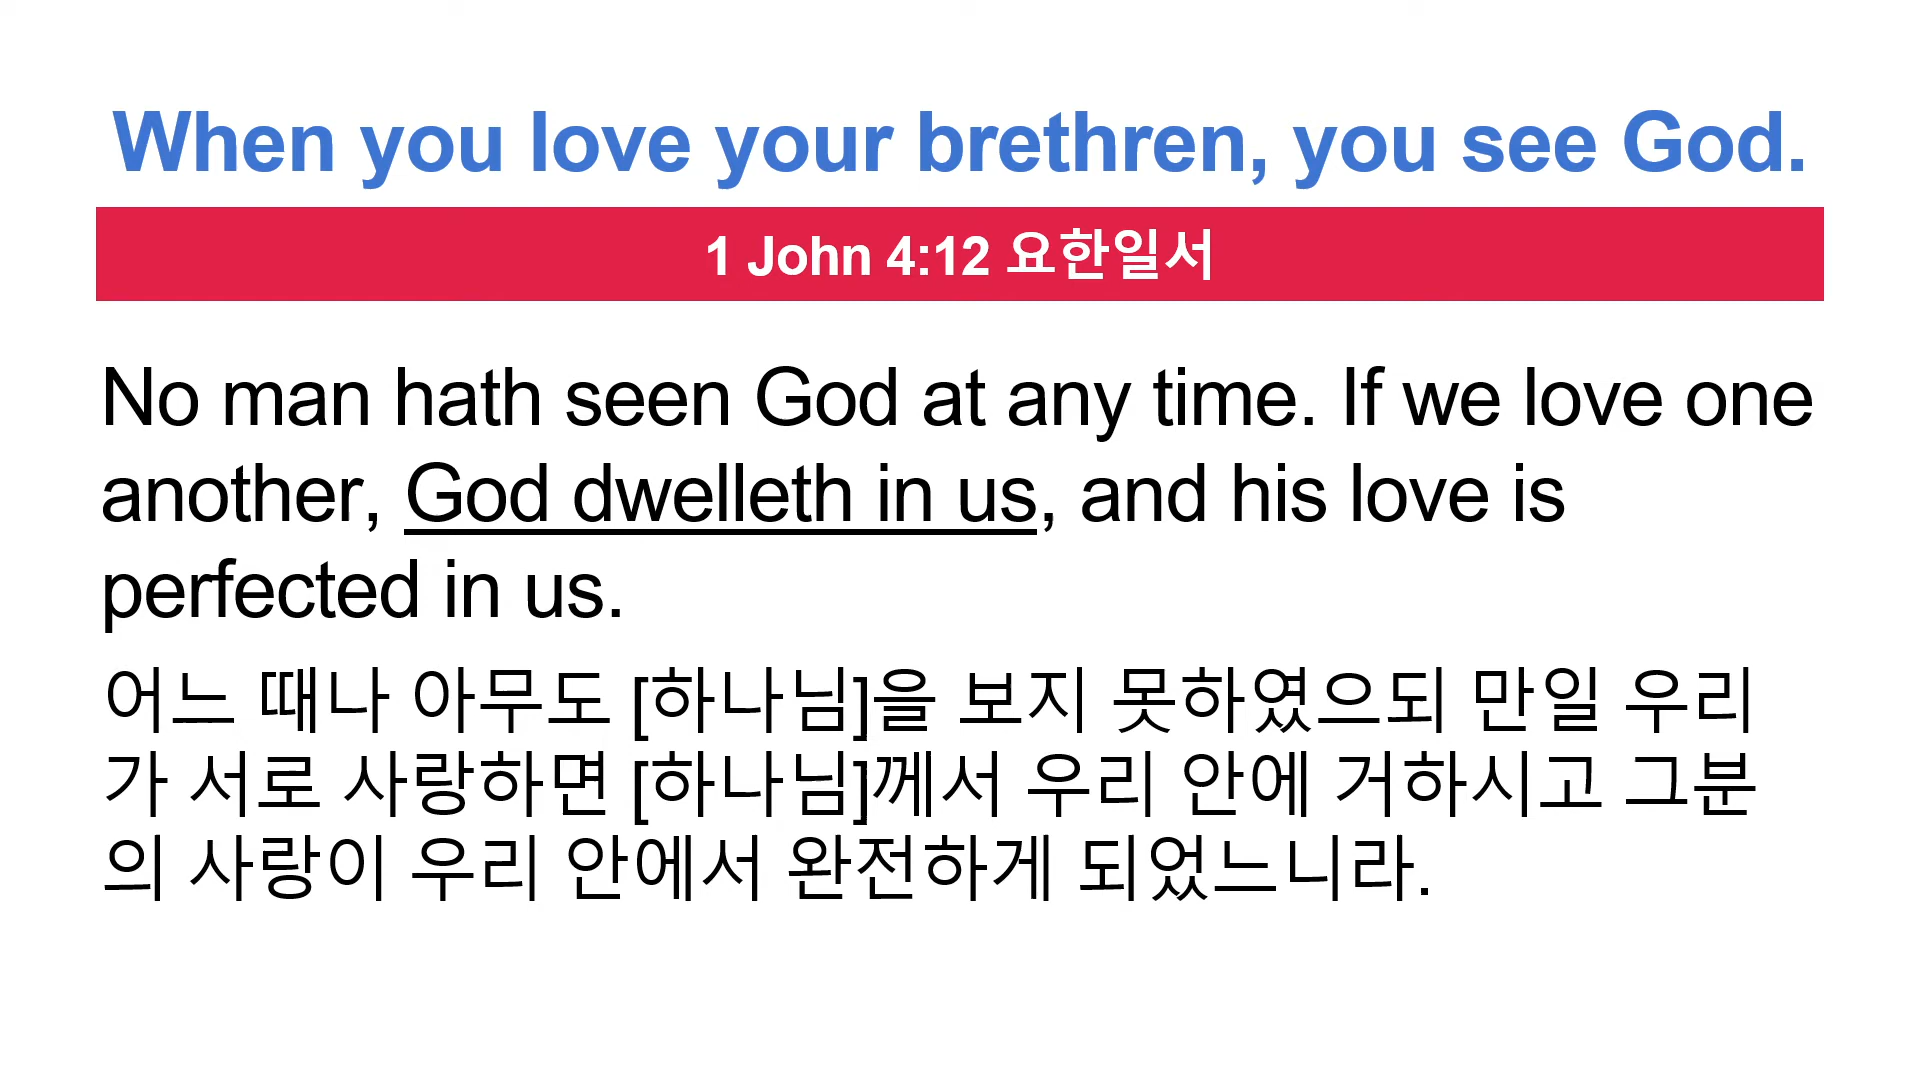 When you love your brethren, you see God.
1 John 4:12 요한일서
No man hath seen God at any time. If we love one
another, God dwelleth in us, and his love is
perfected in us.
어느 때나 아무도 [하나님]을 보지 못하였으되 만일 우리
가 서로 사랑하면 [하나님]께서 우리 안에 거하시고 그분
의 사랑이 우리 안에서 완전하게 되었느니라.